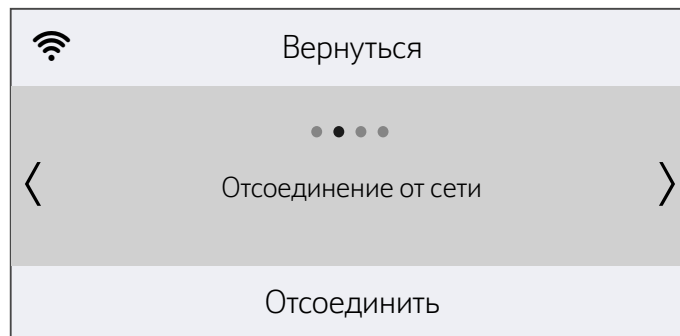 Вернуться
Отсоединение от сети
Отсоединить